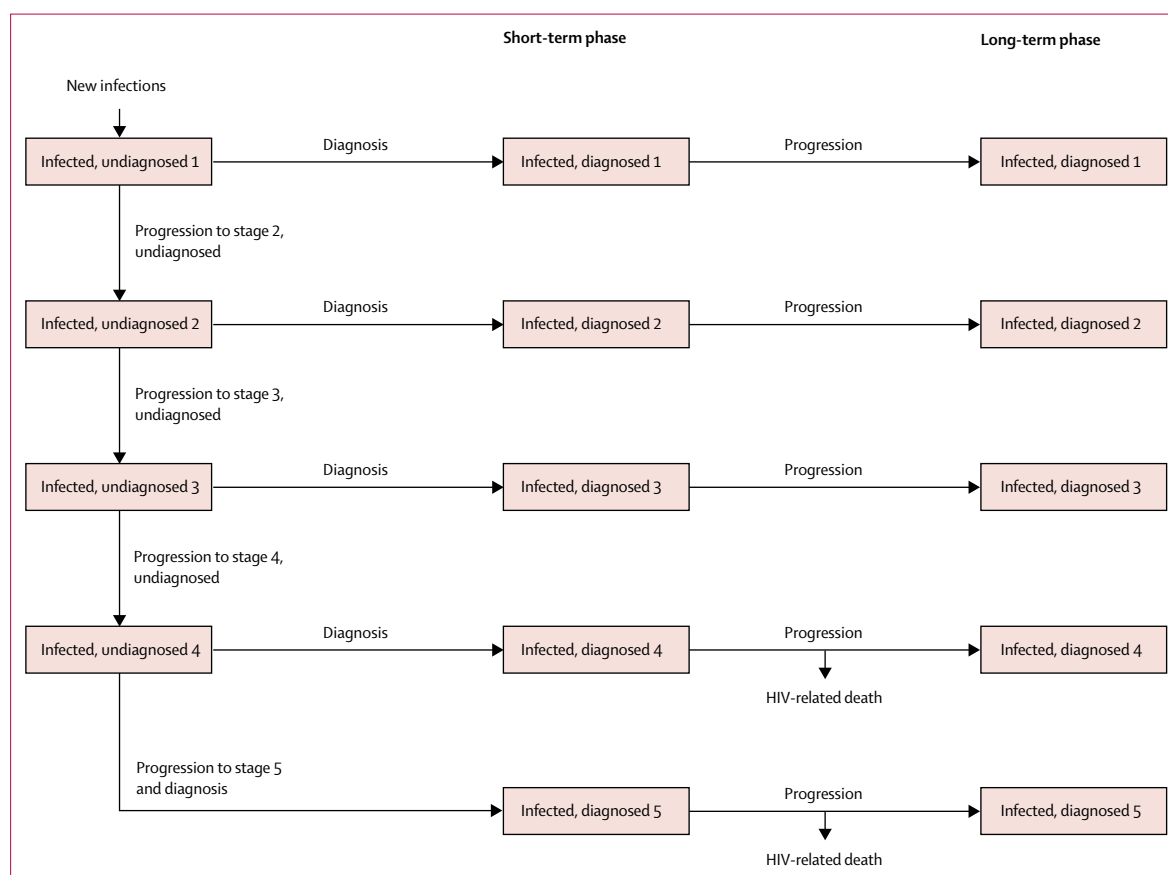 Short-term phase
Long-term phase
New infections
Infected, undiagnosed 1
Diagnosis
Infected, diagnosed 1
Progression
Infected, diagnosed 1
Progression to stage 2,
undiagnosed
Infected, undiagnosed 2
Diagnosis
Infected, diagnosed 2
Progression
Infected, diagnosed 2
Progression to stage 3,
undiagnosed
Infected, undiagnosed 3
Diagnosis
Infected, diagnosed 3
Progression
Infected, diagnosed 3
Progression to stage 4,
undiagnosed
Infected, undiagnosed 4
Diagnosis
Infected, diagnosed 4
Progression
Infected, diagnosed 4
HIV-related death
Progression to stage 5
and diagnosis
Infected, diagnosed 5
Progression
Infected, diagnosed 5
HIV-related death